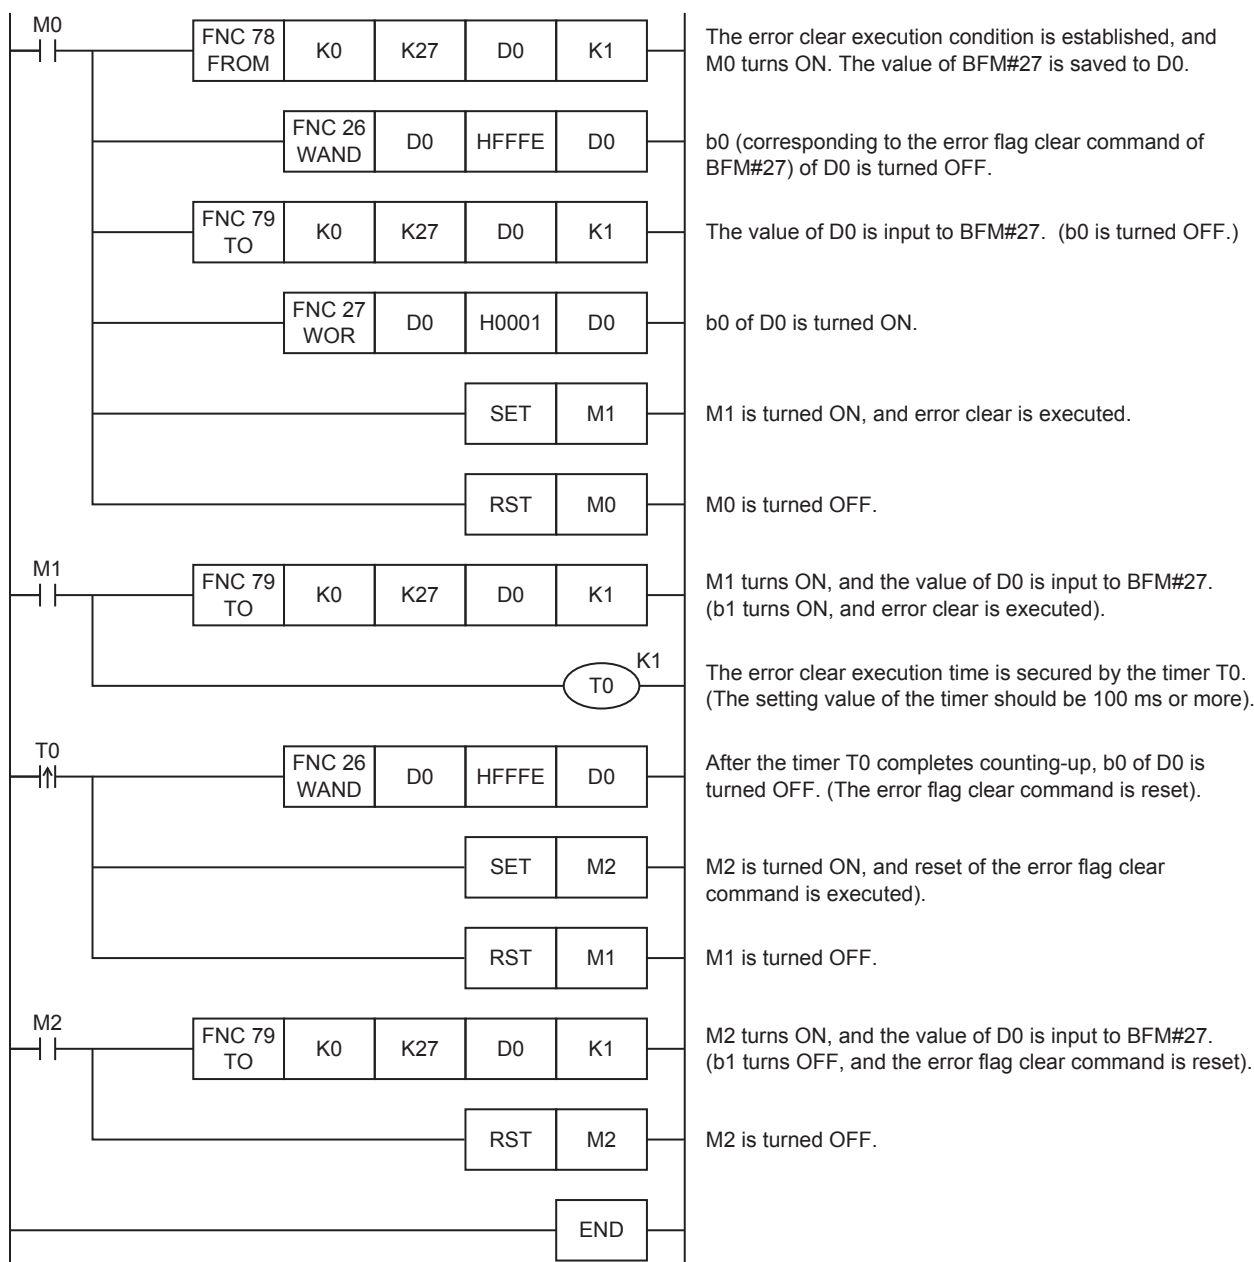 M0
FNC 78
FROM
K0
K27
D0
K1
The error clear execution condition is established, and
M0 turns ON. The value of BFM#27 is saved to D0.
FNC 26
WAND
D0
HFFFE
D0
b0 (corresponding to the error flag clear command of
BFM#27) of D0 is turned OFF.
FNC 79
TO
K0
K27
D0
K1
The value of D0 is input to BFM#27. (b0 is turned OFF.)
FNC 27
WOR
D0
H0001
D0
b0 of D0 is turned ON.
SET
M1
M1 is turned ON, and error clear is executed.
RST
M0
M0 is turned OFF.
M1
FNC 79
TO
K0
K27
D0
K1
M1 turns ON, and the value of D0 is input to BFM#27.
(b1 turns ON, and error clear is executed).
T0
K1
The error clear execution time is secured by the timer T0.
(The setting value of the timer should be 100 ms or more).
T0
FNC 26
WAND
D0
HFFFE
D0
After the timer T0 completes counting-up, b0 of D0 is
turned OFF. (The error flag clear command is reset).
SET
M2
M2 is turned ON, and reset of the error flag clear
command is executed).
RST
M1
M1 is turned OFF.
M2
FNC 79
TO
K0
K27
D0
K1
M2 turns ON, and the value of D0 is input to BFM#27.
(b1 turns OFF, and the error flag clear command is reset).
RST
M2
M2 is turned OFF.
END